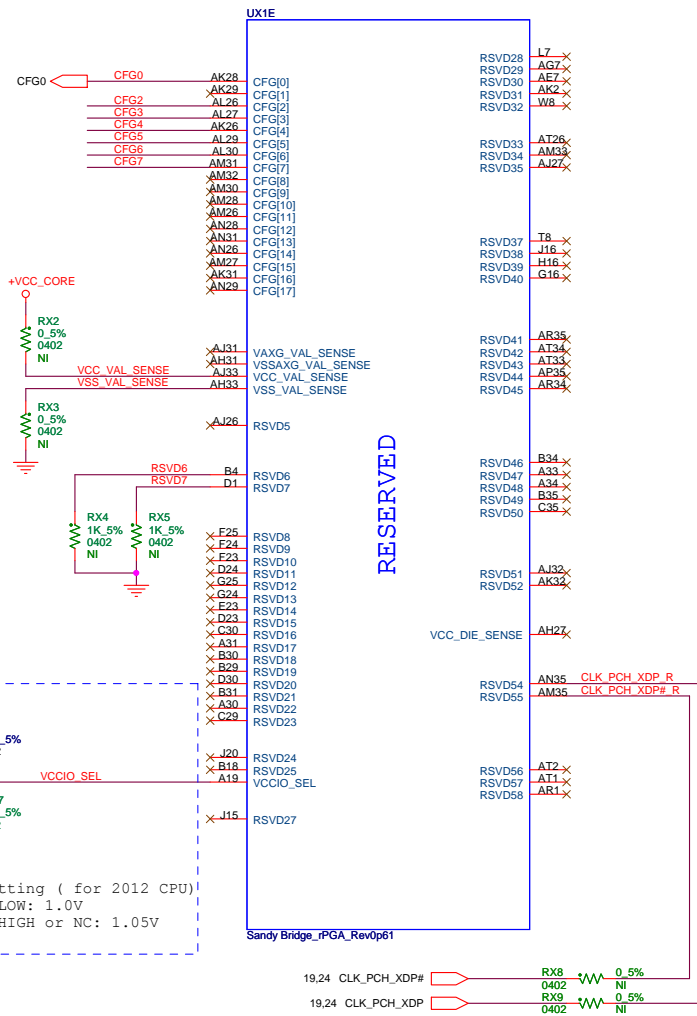 UX1E
CFG0 CFG0 AK28 CFG[0]
AK29 CFG[1]
CFG2 AL26 CFG[2]
CFG3 AL27 CFG[3]
CFG4 AK26 CFG[4]
CFG5 AL29 CFG[5]
CFG6 AL30 CFG[6]
CFG7 AM31 CFG[7]
AM32 CFG[8]
AM30 CFG[9]
AM28 CFG[10]
AM26 CFG[11]
AN28 CFG[12]
AN31 CFG[13]
AN26 CFG[14]
AM27 CFG[15]
AK31 CFG[16]
AN29 CFG[17]
+VCC_CORE
RX2
0_5%
0402
NI
AJ31 VAXG_VAL_SENSE
AH31 VSSAXG_VAL_SENSE
VCC_VAL_SENSE AJ33 VCC_VAL_SENSE
VSS_VAL_SENSE AH33 VSS_VAL_SENSE
RX3
0_5%
0402
NI
AJ26 RSVD5
RSVD6 B4 RSVD6
RSVD7 D1 RSVD7
RX4
1K_5%
0402
NI
RX5
1K_5%
0402
NI
F25 RSVD8
F24 RSVD9
F23 RSVD10
D24 RSVD11
G25 RSVD12
G24 RSVD13
E23 RSVD14
D23 RSVD15
C30 RSVD16
A31 RSVD17
B30 RSVD18
B29 RSVD19
D30 RSVD20
B31 RSVD21
A30 RSVD22
C29 RSVD23
J20 RSVD24
B18 RSVD25
VCCIO_SEL A19 VCCIO_SEL
J15 RSVD27
_5%
_5%
tting ( for 2012 CPU)
LOW: 1.0V
HIGH or NC: 1.05V
RESERVED
RSVD28 L7
RSVD29 AG7
RSVD30 AE7
RSVD31 AK2
RSVD32 W8
RSVD33 AT26
RSVD34 AM33
RSVD35 AJ27
RSVD37 T8
RSVD38 J16
RSVD39 H16
RSVD40 G16
RSVD41 AR35
RSVD42 AT34
RSVD43 AT33
RSVD44 AP35
RSVD45 AR34
RSVD46 B34
RSVD47 A33
RSVD48 A34
RSVD49 B35
RSVD50 C35
RSVD51 AJ32
RSVD52 AK32
VCC_DIE_SENSE AH27
RSVD54 AN35 CLK_PCH_XDP_R
RSVD55 AM35 CLK_PCH_XDP#_R
RSVD56 AT2
RSVD57 AT1
RSVD58 AR1
Sandy Bridge_rPGA_Rev0p61
19,24 CLK_PCH_XDP# RX8 0_5%
0402 NI
19,24 CLK_PCH_XDP RX9 0_5%
0402 NI